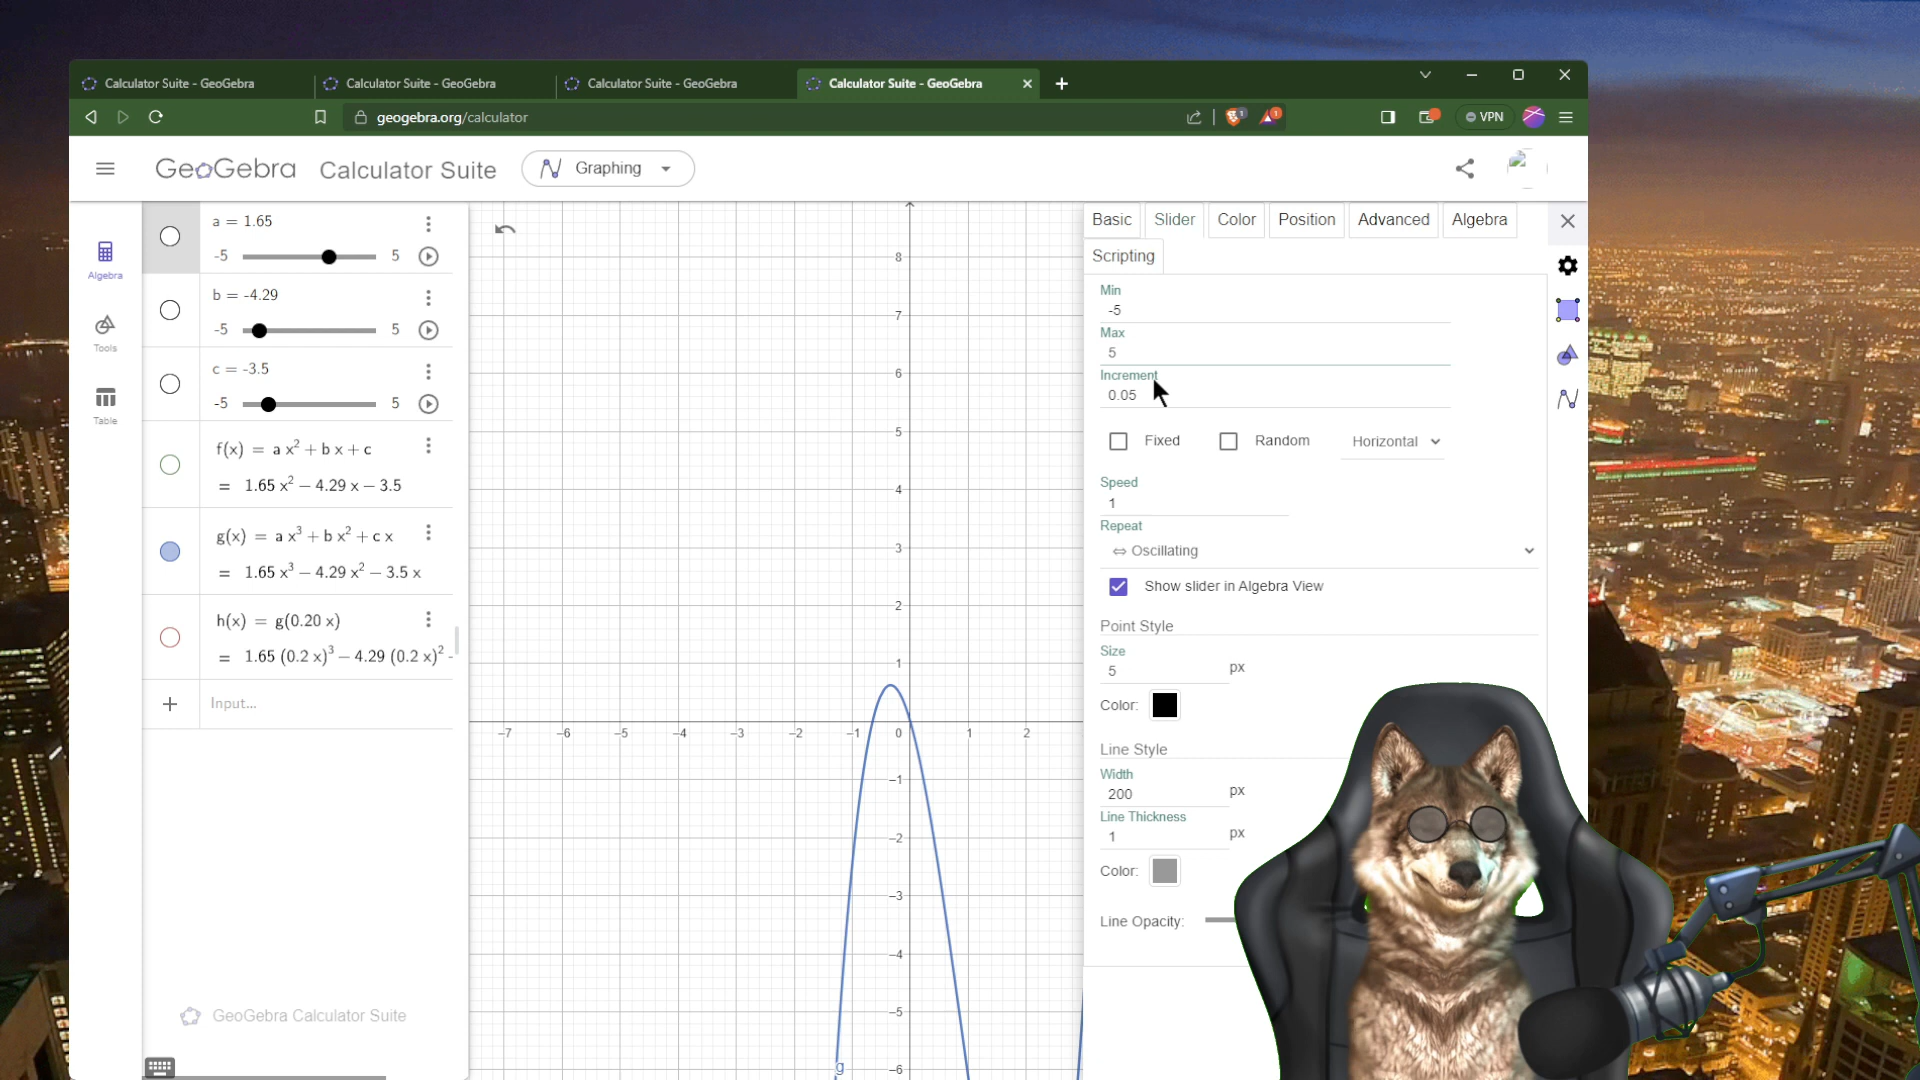 Calculator Suite - GeoGebra
Calculator Suite - GeoGebra
Calculator Suite - GeoGebra
Calculator Suite - GeoGebra
geogebra.org/calculator
1
1
VPN
GeoGebra
Calculator Suite
Graphing
Algebra
Tools
Table
a = 1.65
-5
5
b = -4.29
-5
5
c = -3.5
-5
5
f(x) = a x² + b x + c
= 1.65 x² − 4.29 x − 3.5
g(x) = a x³ + b x² + c x
= 1.65 x³ − 4.29 x² − 3.5 x
h(x) = g(0.20 x)
= 1.65 (0.2 x)³ − 4.29 (0.2 x)² -
Input...
GeoGebra Calculator Suite
8
7
6
5
4
3
2
1
−7 −6 −5 −4 −3 −2 −1 0 1 2
−1
−2
−3
−4
−5
−6
g
Basic
Slider
Color
Position
Advanced
Algebra
Scripting
Min
-5
Max
5
Increment
0.05
Fixed
Random
Horizontal
Speed
1
Repeat
⇔ Oscillating
Show slider in Algebra View
Point Style
Size
5 px
Color:
Line Style
Width
200 px
Line Thickness
1 px
Color:
Line Opacity: